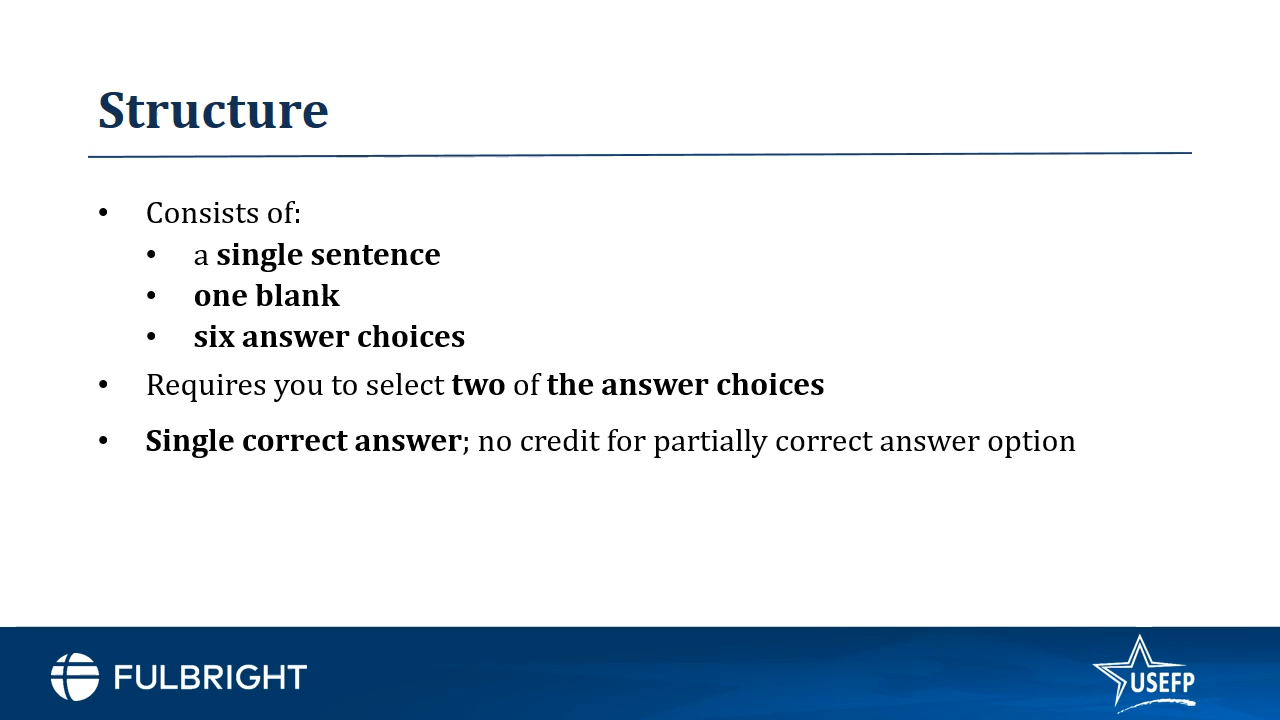 Structure
• Consists of:
• a single sentence
• one blank
• six answer choices
• Requires you to select two of the answer choices
• Single correct answer; no credit for partially correct answer option
FULBRIGHT
USEFP